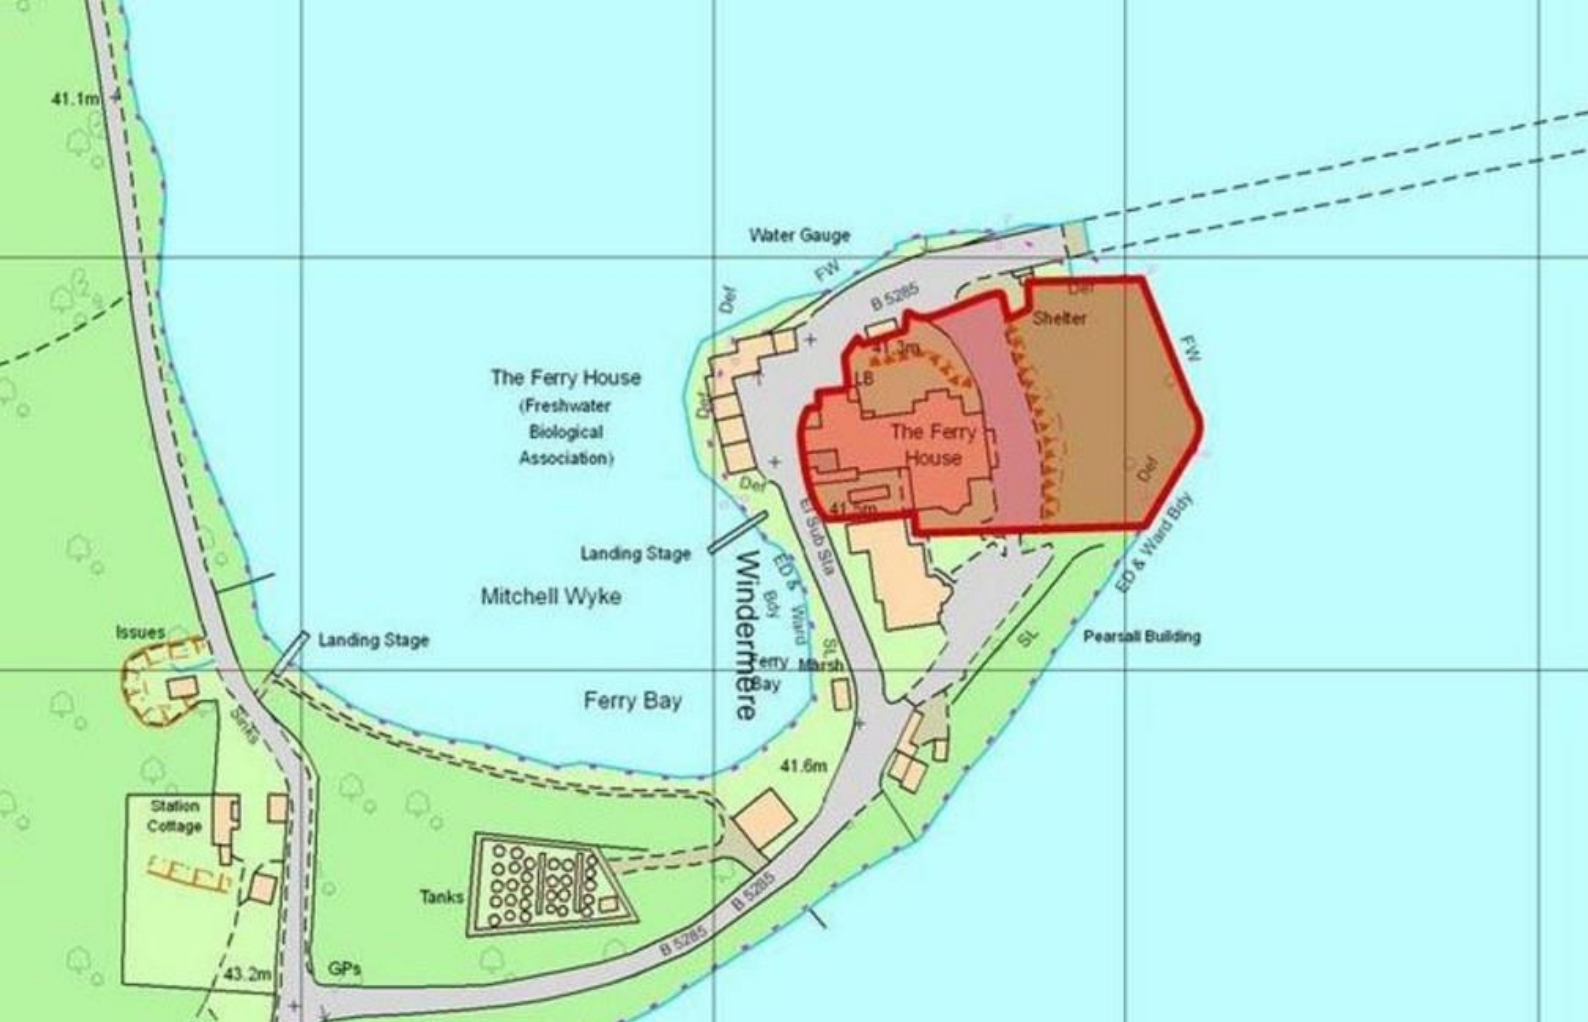 41.1m
Water Gauge
FW
Def
B 5285
Def
Shelter
FW
41.3m
LB
The Ferry House
(Freshwater
Biological
Association)
Def
The Ferry
House
Def
Def
41.5m
El Sub Sta
ED & Ward Bdy
Landing Stage
Windermere
ED & Ward
Bdy
Mitchell Wyke
Issues
Landing Stage
SL
SL
Pearsall Building
Ferry
Bay
Marsh
Ferry Bay
Sinks
41.6m
Station
Cottage
Tanks
B 5285
B 5285
43.2m
GPs